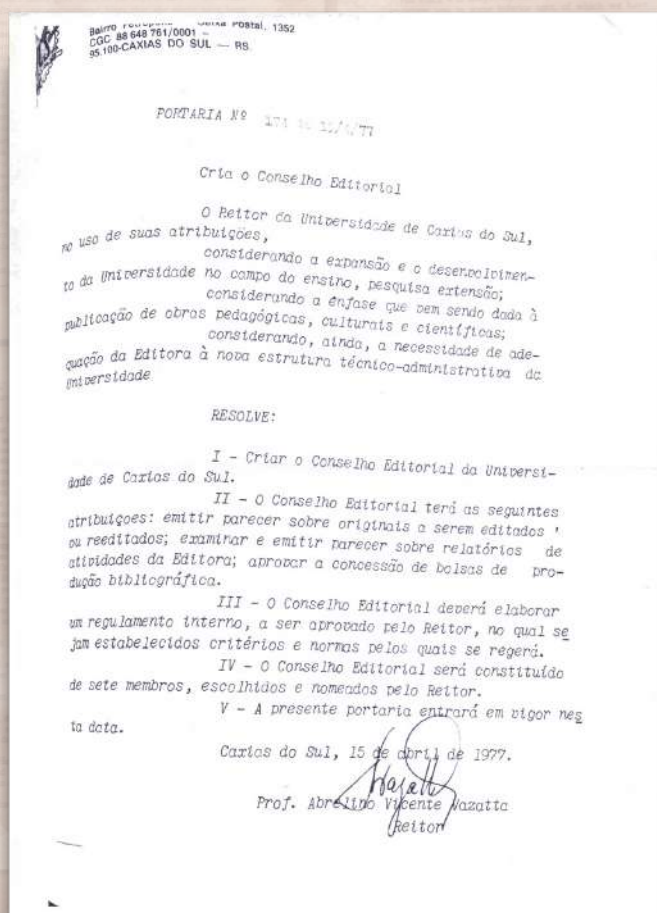 Bairro Caixa Postal, 1352
CGC 88 648 761/0001 –
95.100-CAXIAS DO SUL — RS
PORTARIA Nº 174 /77
Cria o Conselho Editorial
O Reitor da Universidade de Caxias do Sul,
no uso de suas atribuições,
considerando a expansão e o desenvolvimen-
to da Universidade no campo do ensino, pesquisa extensão;
considerando a ênfase que vem sendo dada à
publicação de obras pedagógicas, culturais e científicas;
considerando, ainda, a necessidade de ade-
quação da Editora à nova estrutura técnico-administrativa da
Universidade
RESOLVE:
I - Criar o Conselho Editorial da Universi-
dade de Caxias do Sul.
II - O Conselho Editorial terá as seguintes
atribuiçoes: emitir parecer sobre originais a serem editados '
ou reeditados; examinar e emitir parecer sobre relatórios de
atividades da Editora; aprovar a concessão de bolsas de pro-
dução bibliográfica.
III - O Conselho Editorial deverá elaborar
um regulamento interno, a ser aprovado pelo Reitor, no qual se
jam estabelecidos critérios e normas pelos quais se regerá.
IV - O Conselho Editorial será constituído
de sete membros, escolhidos e nomeados pelo Reitor.
V - A presente portaria entrará em vigor nes
ta data.
Caxias do Sul, 15 de abril de 1977.
Prof. Abrelino Vicente Vazatta
Reitor